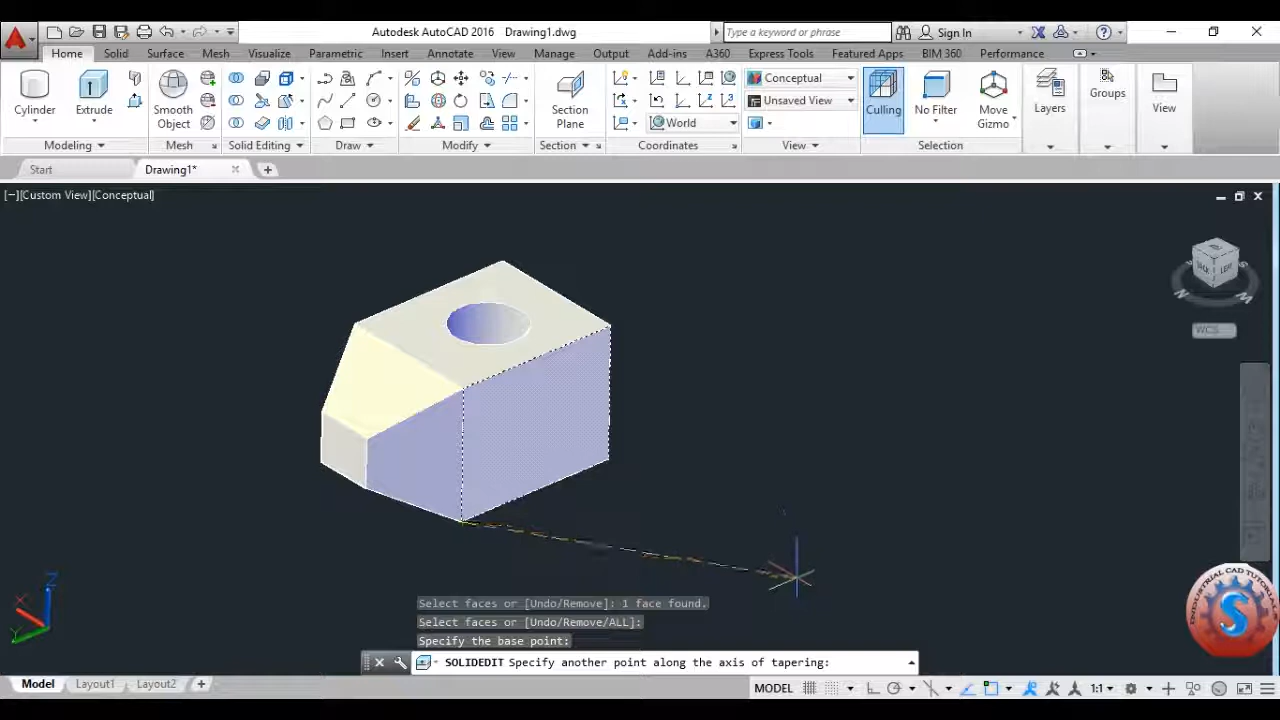 Autodesk AutoCAD 2016 Drawing1.dwg
Type a keyword or phrase
Sign In
Home Solid Surface Mesh Visualize Parametric Insert Annotate View Manage Output Add-ins A360 Express Tools Featured Apps BIM 360 Performance
Cylinder
Extrude
Smooth
Object
Section
Plane
Conceptual
Unsaved View
World
Culling
No Filter
Move
Gizmo
Layers
Groups
View
Modeling Mesh Solid Editing Draw Modify Section Coordinates View Selection
Start Drawing1*
[−][Custom View][Conceptual]
BACK LEFT
N
WCS
Z
X
Y
Select faces or [Undo/Remove]: 1 face found.
Select faces or [Undo/Remove/ALL]:
Specify the base point:
SOLIDEDIT Specify another point along the axis of tapering:
INDUSTRIAL CAD TUTORIALS
S
Model Layout1 Layout2
MODEL 1:1